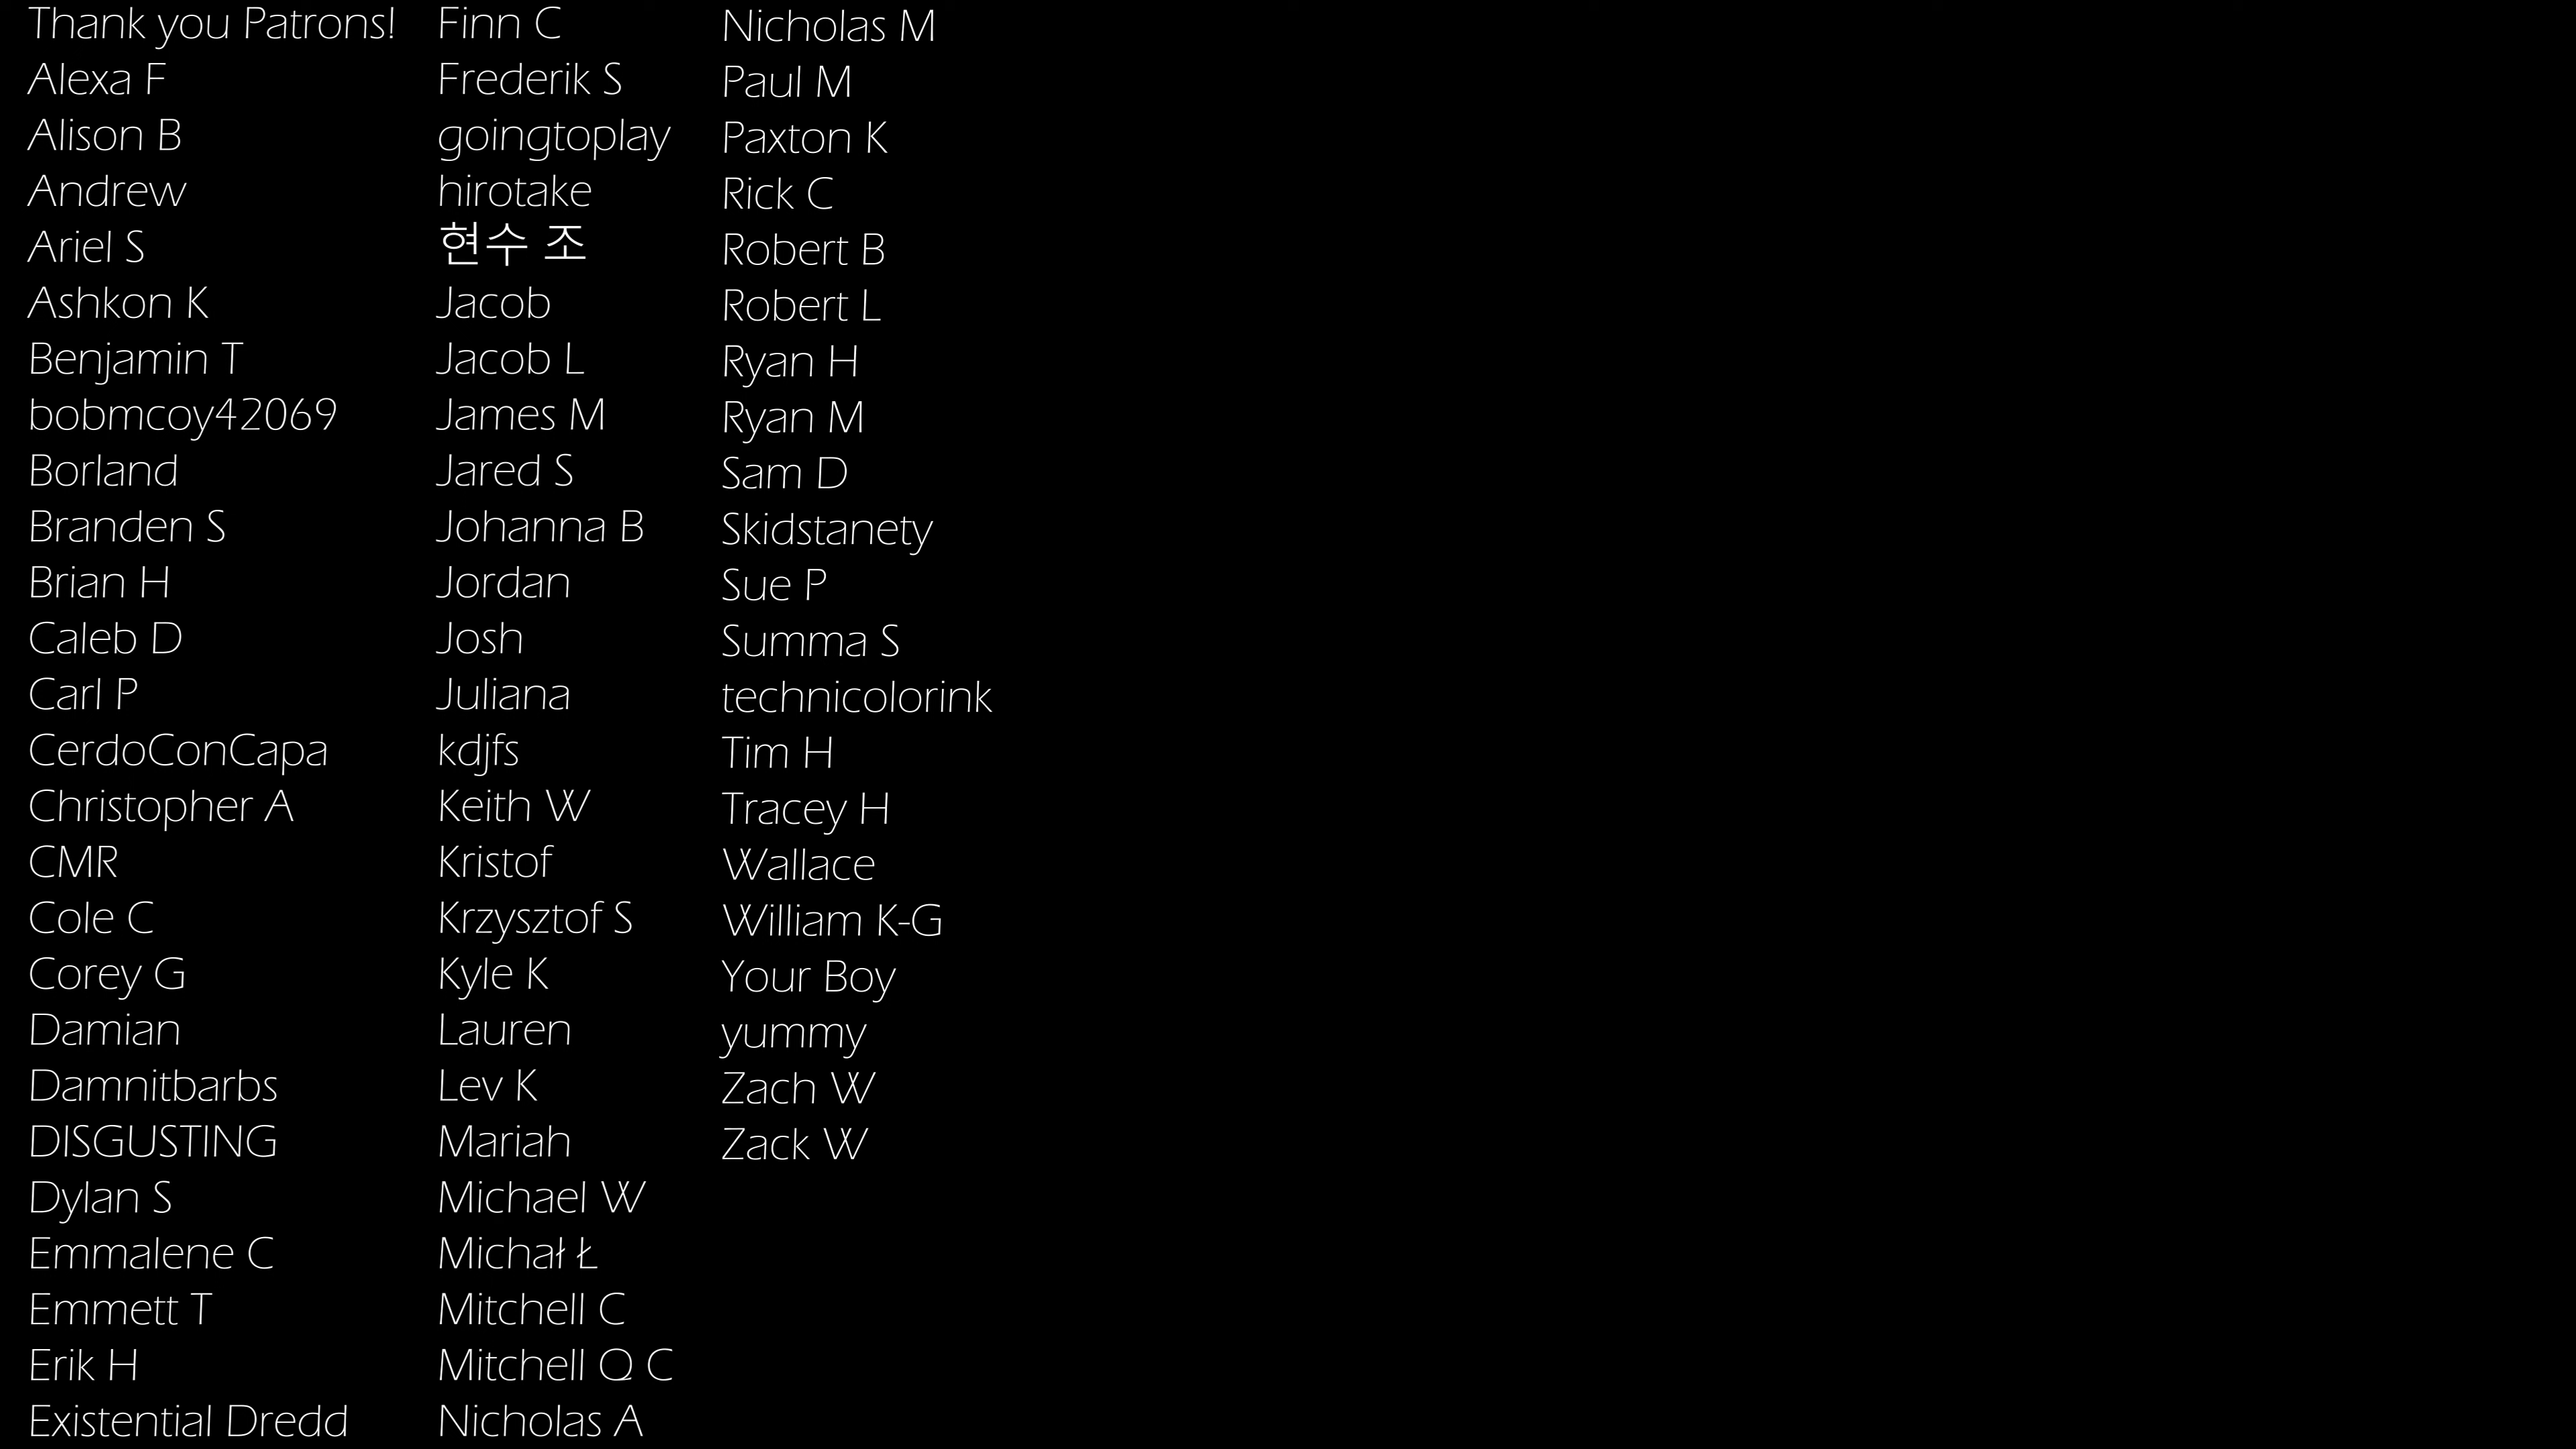 Thank you Patrons!
Alexa F
Alison B
Andrew
Ariel S
Ashkon K
Benjamin T
bobmcoy42069
Borland
Branden S
Brian H
Caleb D
Carl P
CerdoConCapa
Christopher A
CMR
Cole C
Corey G
Damian
Damnitbarbs
DISGUSTING
Dylan S
Emmalene C
Emmett T
Erik H
Existential Dredd
Finn C
Frederik S
goingtoplay
hirotake
현수 조
Jacob
Jacob L
James M
Jared S
Johanna B
Jordan
Josh
Juliana
kdjfs
Keith W
Kristof
Krzysztof S
Kyle K
Lauren
Lev K
Mariah
Michael W
Michał Ł
Mitchell C
Mitchell Q C
Nicholas A
Nicholas M
Paul M
Paxton K
Rick C
Robert B
Robert L
Ryan H
Ryan M
Sam D
Skidstanety
Sue P
Summa S
technicolorink
Tim H
Tracey H
Wallace
William K-G
Your Boy
yummy
Zach W
Zack W